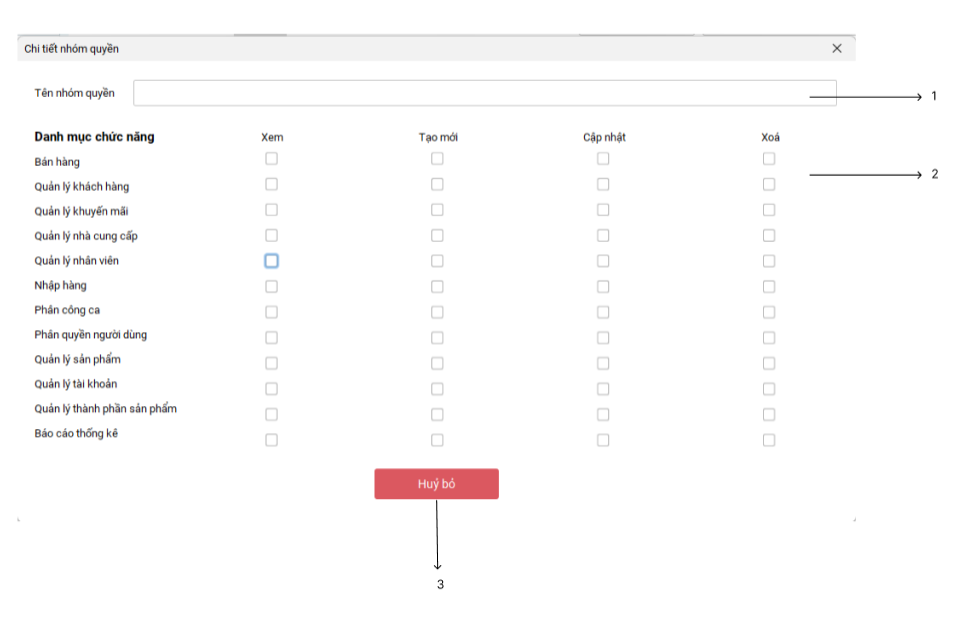 Chi tiết nhóm quyền
Tên nhóm quyền
1
Danh mục chức năng Xem Tạo mới Cập nhật Xoá
Bán hàng
2
Quản lý khách hàng
Quản lý khuyến mãi
Quản lý nhà cung cấp
Quản lý nhân viên
Nhập hàng
Phân công ca
Phân quyền người dùng
Quản lý sản phẩm
Quản lý tài khoản
Quản lý thành phần sản phẩm
Báo cáo thống kê
Huỷ bỏ
3